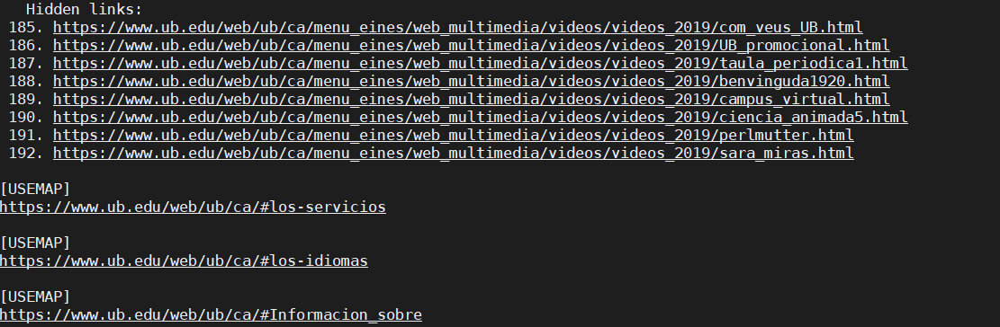 Hidden links:
185. https://www.ub.edu/web/ub/ca/menu_eines/web_multimedia/videos/videos_2019/com_veus_UB.html
186. https://www.ub.edu/web/ub/ca/menu_eines/web_multimedia/videos/videos_2019/UB_promocional.html
187. https://www.ub.edu/web/ub/ca/menu_eines/web_multimedia/videos/videos_2019/taula_periodica1.html
188. https://www.ub.edu/web/ub/ca/menu_eines/web_multimedia/videos/videos_2019/benvinguda1920.html
189. https://www.ub.edu/web/ub/ca/menu_eines/web_multimedia/videos/videos_2019/campus_virtual.html
190. https://www.ub.edu/web/ub/ca/menu_eines/web_multimedia/videos/videos_2019/ciencia_animada5.html
191. https://www.ub.edu/web/ub/ca/menu_eines/web_multimedia/videos/videos_2019/perlmutter.html
192. https://www.ub.edu/web/ub/ca/menu_eines/web_multimedia/videos/videos_2019/sara_miras.html
[USEMAP]
https://www.ub.edu/web/ub/ca/#los-servicios
[USEMAP]
https://www.ub.edu/web/ub/ca/#los-idiomas
[USEMAP]
https://www.ub.edu/web/ub/ca/#Informacion_sobre